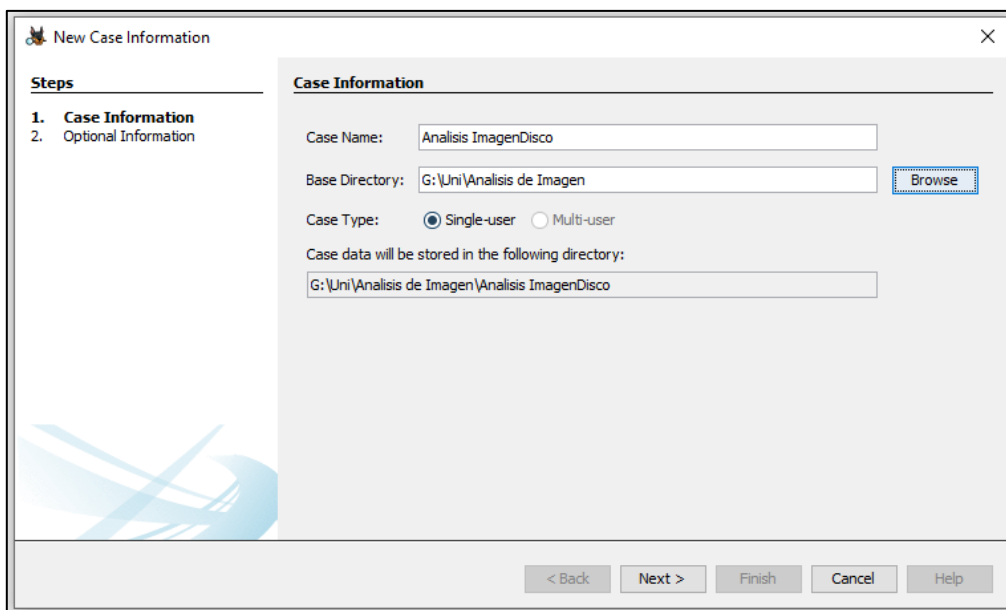 New Case Information
Steps
1. Case Information
2. Optional Information
Case Information
Case Name: Analisis ImagenDisco
Base Directory: G:\Uni\Analisis de Imagen Browse
Case Type: Single-user Multi-user
Case data will be stored in the following directory:
G:\Uni\Analisis de Imagen\Analisis ImagenDisco
< Back Next > Finish Cancel Help